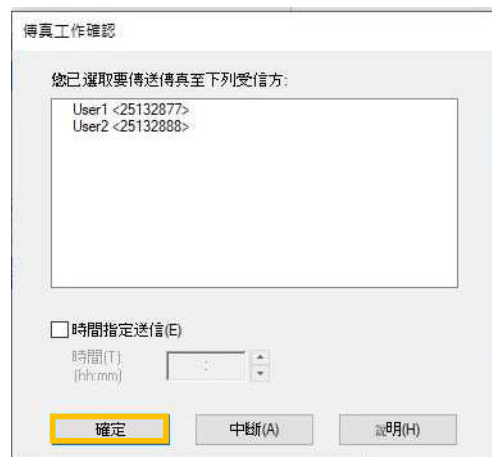 傳真工作確認
您已選取要傳送傳真至下列受信方:
User1 <25132877>
User2 <25132888>
時間指定送信(E)
時間(T):
(hh:mm)
:
確定
中斷(A)
說明(H)